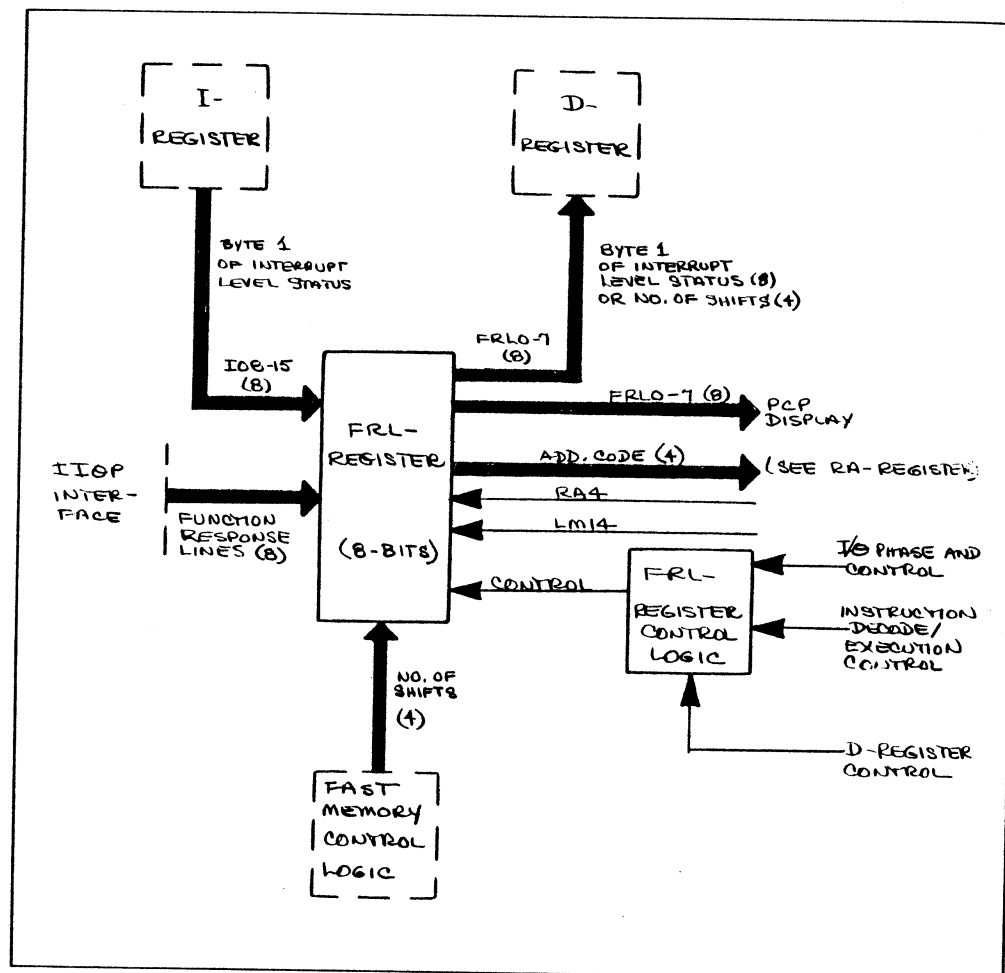 I-
REGISTER
D-
REGISTER
BYTE 1
OF INTERRUPT
LEVEL STATUS
BYTE 1
OF INTERRUPT
LEVEL STATUS (8)
OR NO. OF SHIFTS (4)
FRL0-7
(8)
I08-15
(8)
FRL0-7 (8)
PCP
DISPLAY
FRL-
REGISTER
(8-BITS)
ADD. CODE (4)
(SEE RA-REGISTER)
IIOP
INTER-
FACE
FUNCTION
RESPONSE
LINES (8)
RA4
LM14
CONTROL
FRL-
REGISTER
CONTROL
LOGIC
I/O PHASE AND
CONTROL
INSTRUCTION
DECODE/
EXECUTION
CONTROL
D-REGISTER
CONTROL
NO. OF
SHIFTS
(4)
FAST
MEMORY
CONTROL
LOGIC